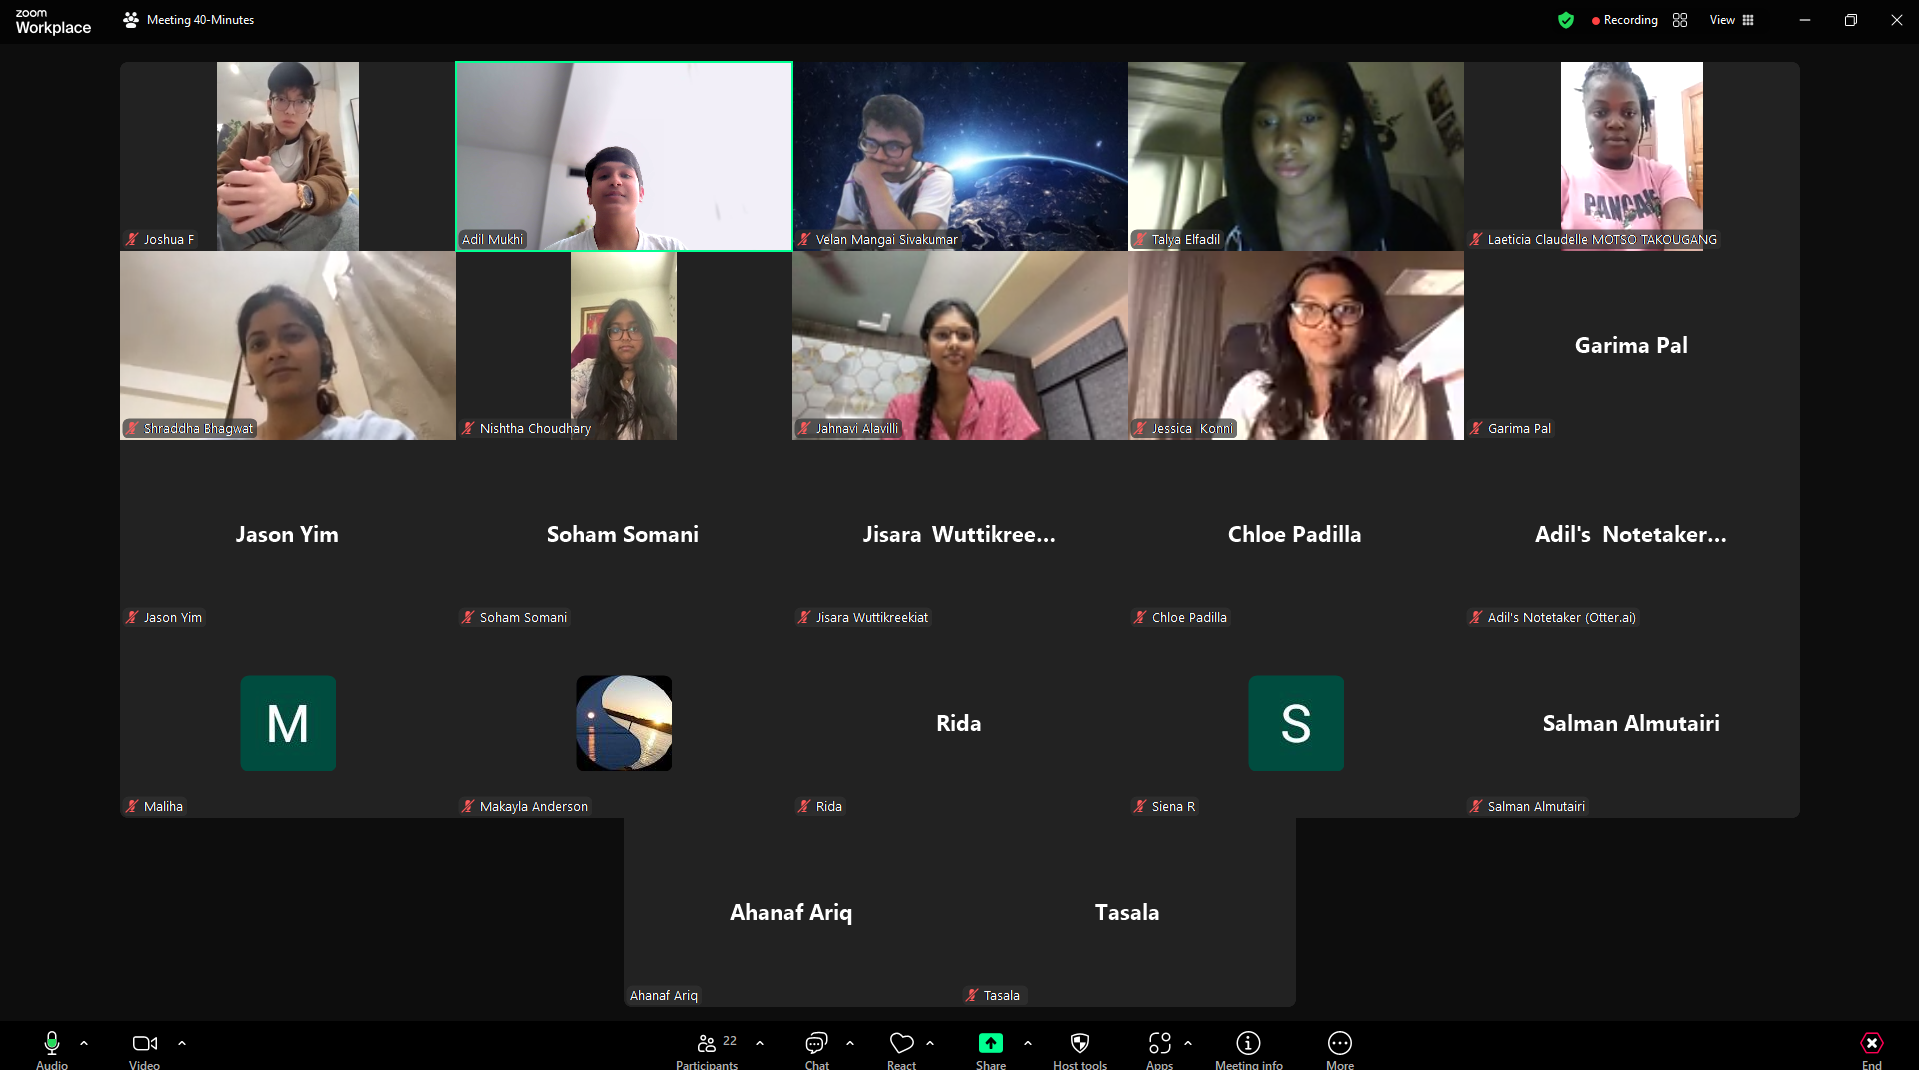 zoom
Workplace
Meeting 40-Minutes
Recording
View
Joshua F
Adil Mukhi
Velan Mangai Sivakumar
Talya Elfadil
Laeticia Claudelle MOTSO TAKOUGANG
PANCAK
Shraddha Bhagwat
Nishtha Choudhary
Jahnavi Alavilli
Jessica Konni
Garima Pal
Garima Pal
Jason Yim
Soham Somani
Jisara Wuttikree...
Chloe Padilla
Adil's Notetaker...
Jason Yim
Soham Somani
Jisara Wuttikreekiat
Chloe Padilla
Adil's Notetaker (Otter.ai)
M
Rida
S
Salman Almutairi
Maliha
Makayla Anderson
Rida
Siena R
Salman Almutairi
Ahanaf Ariq
Tasala
Ahanaf Ariq
Tasala
22
Audio
Video
Participants
Chat
React
Share
Host tools
Apps
Meeting info
More
End